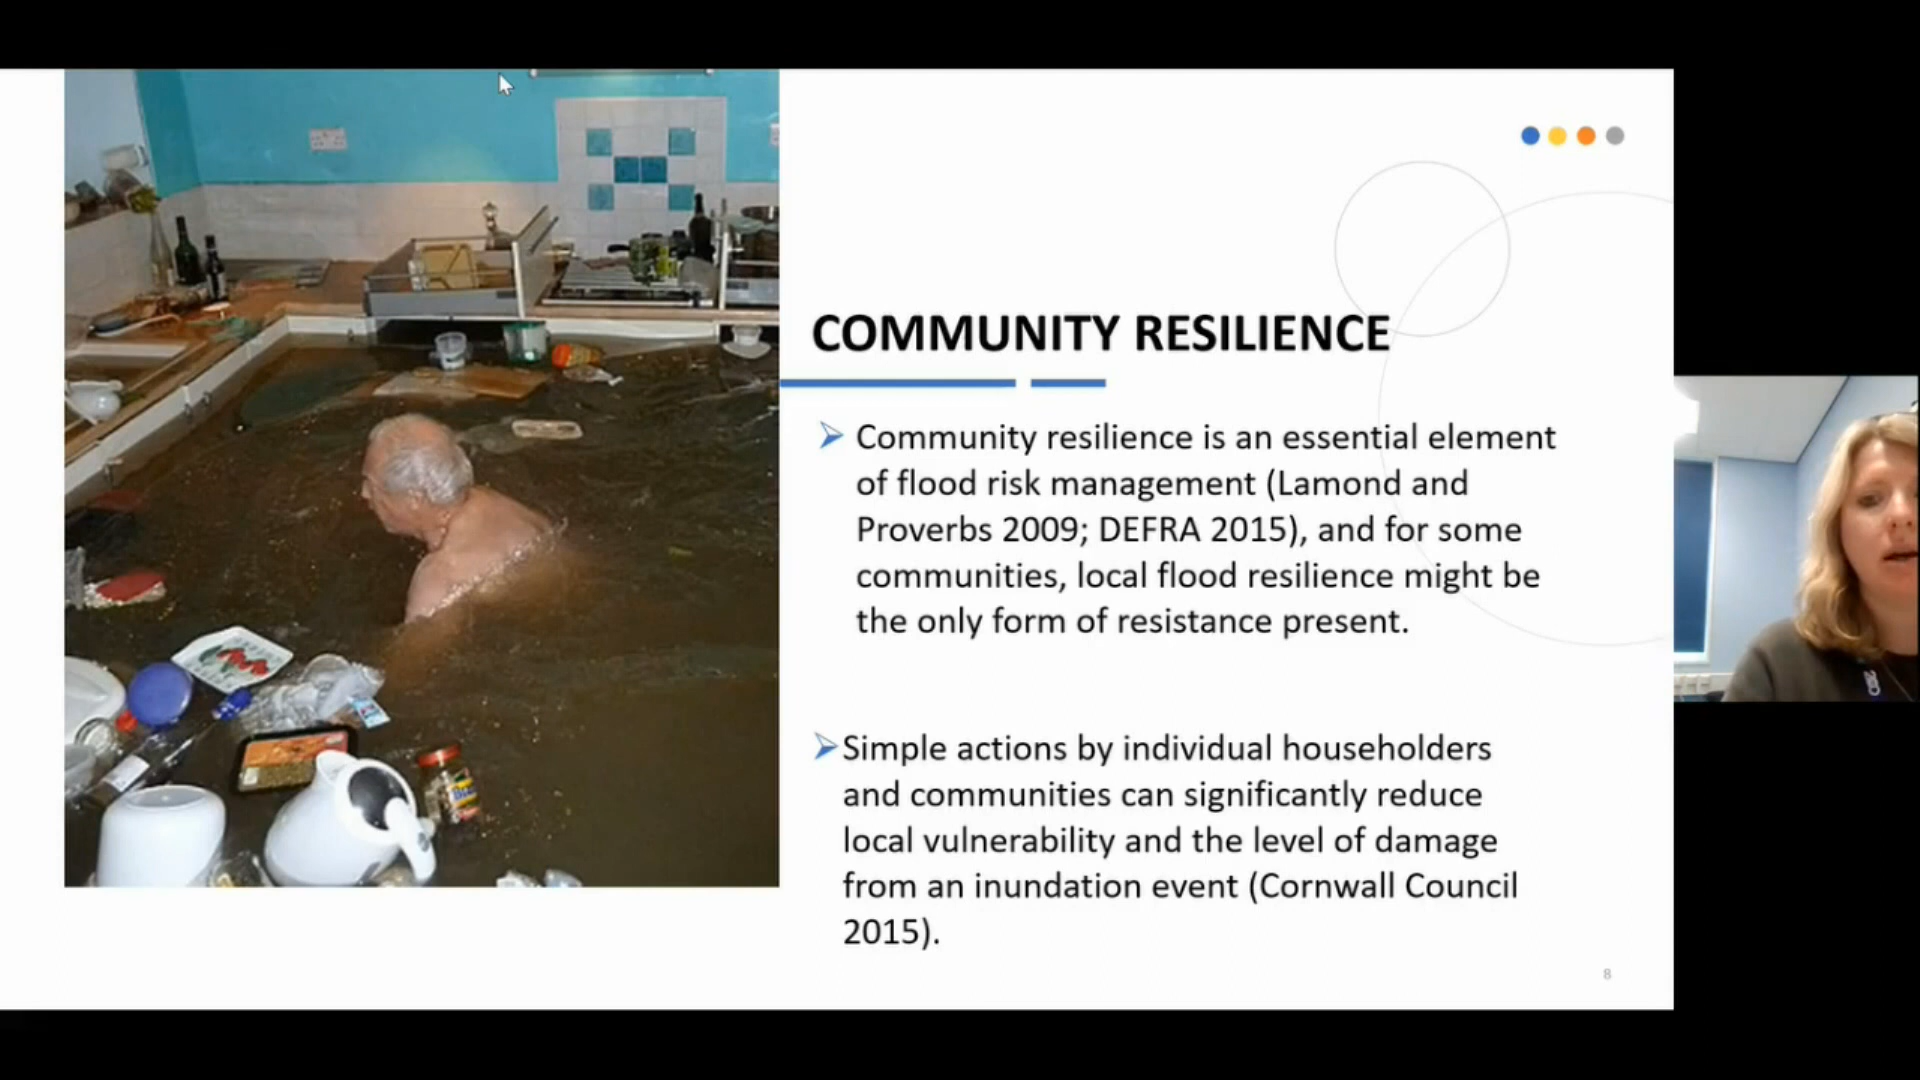 COMMUNITY RESILIENCE
Community resilience is an essential element
of flood risk management (Lamond and
Proverbs 2009; DEFRA 2015), and for some
communities, local flood resilience might be
the only form of resistance present.
Simple actions by individual householders
and communities can significantly reduce
local vulnerability and the level of damage
from an inundation event (Cornwall Council
2015).
8